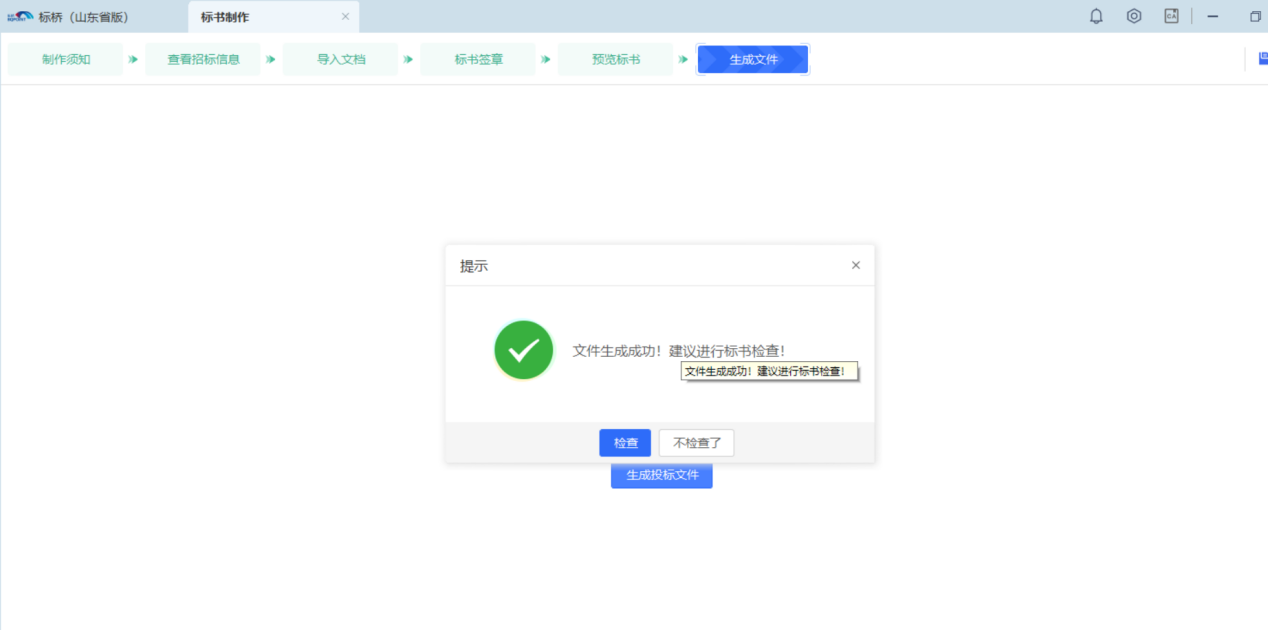 标桥（山东省版）
标书制作
CA
制作须知
查看招标信息
导入文档
标书签章
预览标书
生成文件
提示
文件生成成功！建议进行标书检查！
文件生成成功！建议进行标书检查！
检查
不检查了
生成投标文件